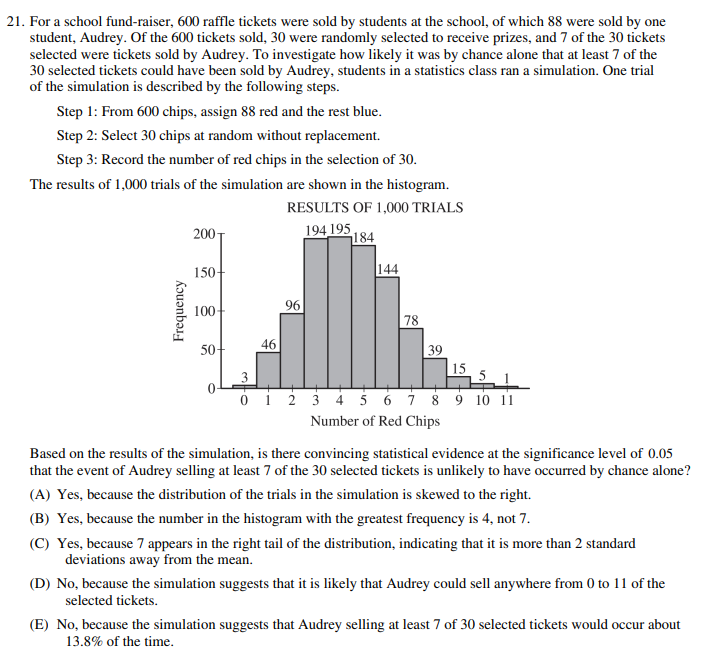 21. For a school fund-raiser, 600 raffle tickets were sold by students at the school, of which 88 were sold by one
student, Audrey. Of the 600 tickets sold, 30 were randomly selected to receive prizes, and 7 of the 30 tickets
selected were tickets sold by Audrey. To investigate how likely it was by chance alone that at least 7 of the
30 selected tickets could have been sold by Audrey, students in a statistics class ran a simulation. One trial
of the simulation is described by the following steps.
Step 1: From 600 chips, assign 88 red and the rest blue.
Step 2: Select 30 chips at random without replacement.
Step 3: Record the number of red chips in the selection of 30.
The results of 1,000 trials of the simulation are shown in the histogram.
RESULTS OF 1,000 TRIALS
Frequency
200
150
100
50
0
3
46
96
194
195
184
144
78
39
15
5
1
0 1 2 3 4 5 6 7 8 9 10 11
Number of Red Chips
Based on the results of the simulation, is there convincing statistical evidence at the significance level of 0.05
that the event of Audrey selling at least 7 of the 30 selected tickets is unlikely to have occurred by chance alone?
(A) Yes, because the distribution of the trials in the simulation is skewed to the right.
(B) Yes, because the number in the histogram with the greatest frequency is 4, not 7.
(C) Yes, because 7 appears in the right tail of the distribution, indicating that it is more than 2 standard
deviations away from the mean.
(D) No, because the simulation suggests that it is likely that Audrey could sell anywhere from 0 to 11 of the
selected tickets.
(E) No, because the simulation suggests that Audrey selling at least 7 of 30 selected tickets would occur about
13.8% of the time.